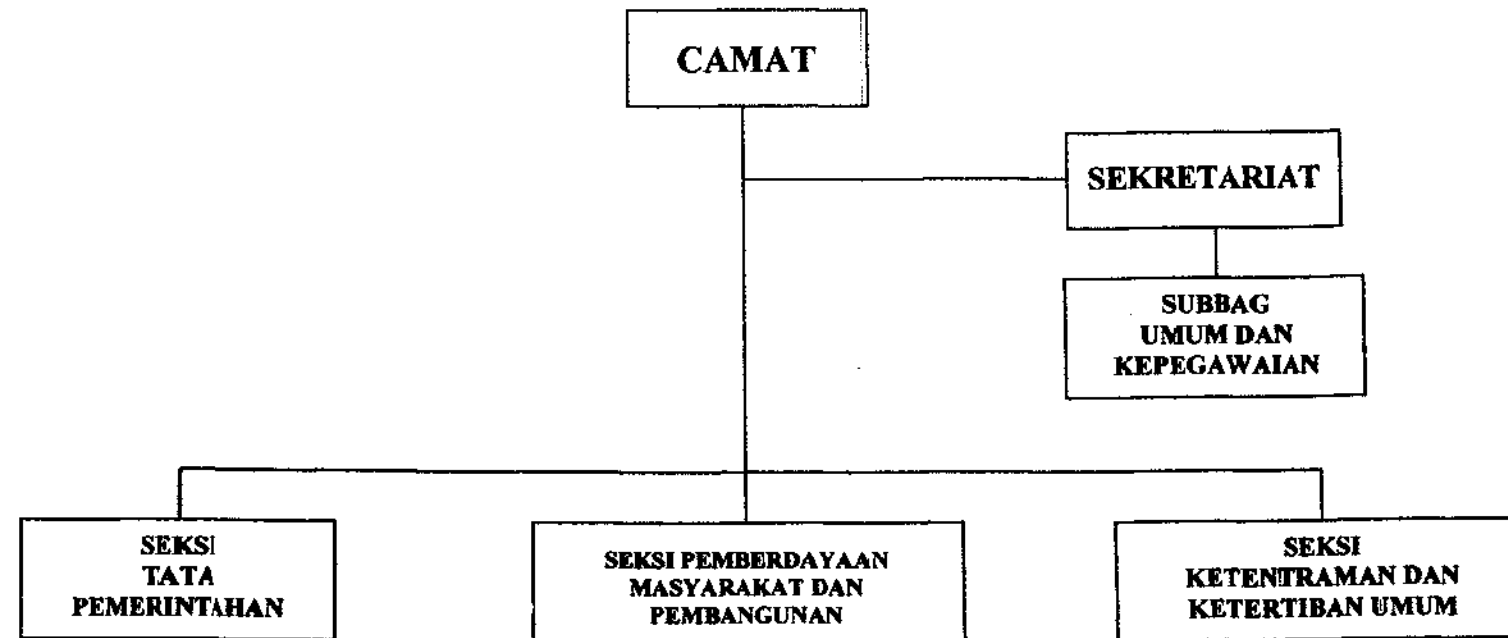 CAMAT
SEKRETARIAT
SUBBAG
UMUM DAN
KEPEGAWAIAN
SEKSI
TATA
PEMERINTAHAN
SEKSI PEMBERDAYAAN
MASYARAKAT DAN
PEMBANGUNAN
SEKSI
KETENTRAMAN DAN
KETERTIBAN UMUM